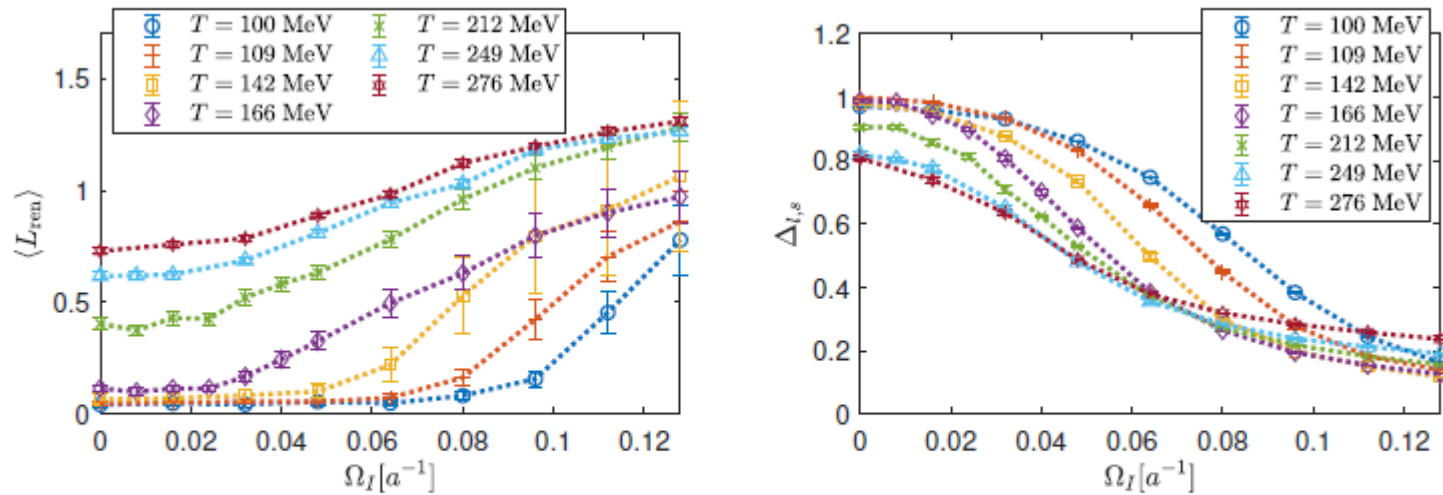 T = 100 MeV
T = 109 MeV
T = 142 MeV
T = 166 MeV
T = 212 MeV
T = 249 MeV
T = 276 MeV
1.5
1
0.5
0
⟨L_ren⟩
0 0.02 0.04 0.06 0.08 0.1 0.12
Ω_I[a⁻¹]
T = 100 MeV
T = 109 MeV
T = 142 MeV
T = 166 MeV
T = 212 MeV
T = 249 MeV
T = 276 MeV
1.2
1
0.8
0.6
0.4
0.2
0
Δ_{l,s}
0 0.02 0.04 0.06 0.08 0.1 0.12
Ω_I[a⁻¹]